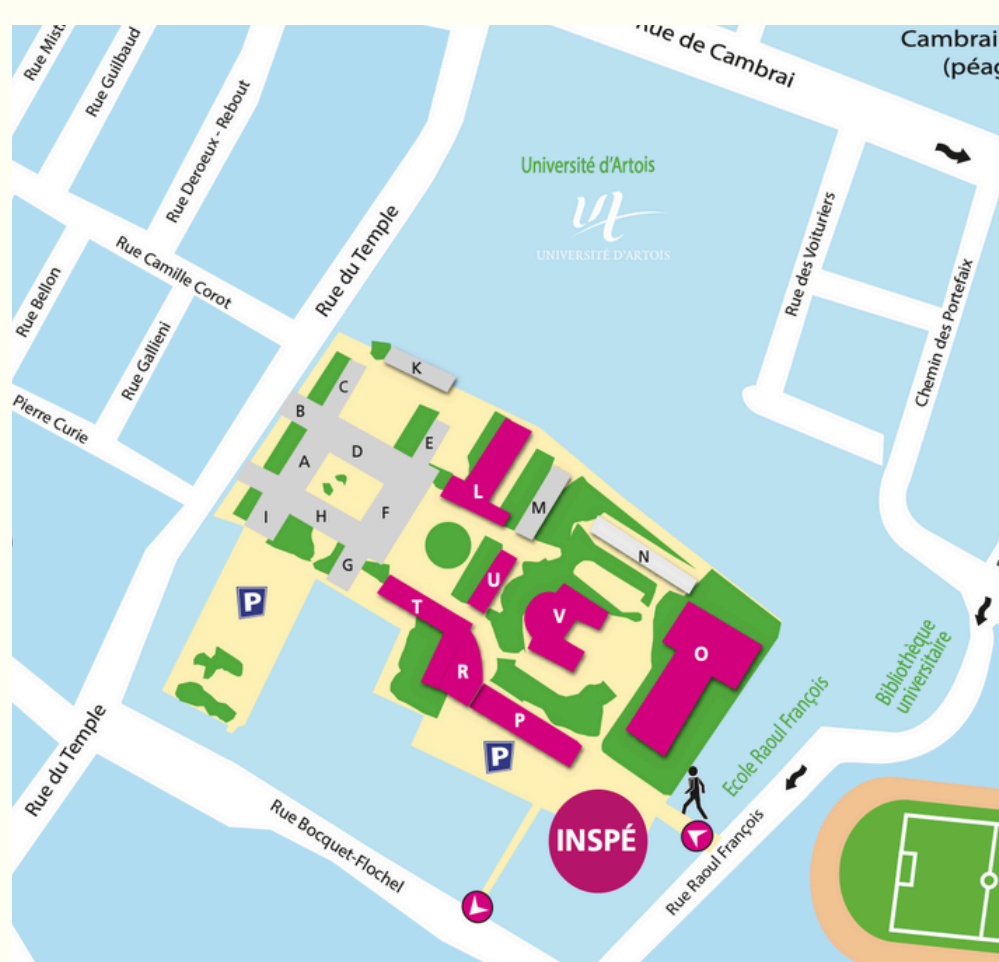 Rue Guilbaud
Rue de Cambrai
Cambrai
Rue Deroeux - Rebout
Université d'Artois
UNIVERSITÉ D'ARTOIS
Rue des Voituriers
Rue du Temple
Rue Camille Corot
Rue Bellon
Rue Gallieni
Chemin des Portefaix
Pierre Curie
K
C
B
E
D
A
L
M
F
I
H
N
G
U
P
T
V
O
R
P
P
Bibliothèque
universitaire
Ecole Raoul François
Rue du Temple
Rue Bocquet-Flochel
INSPÉ
Rue Raoul François